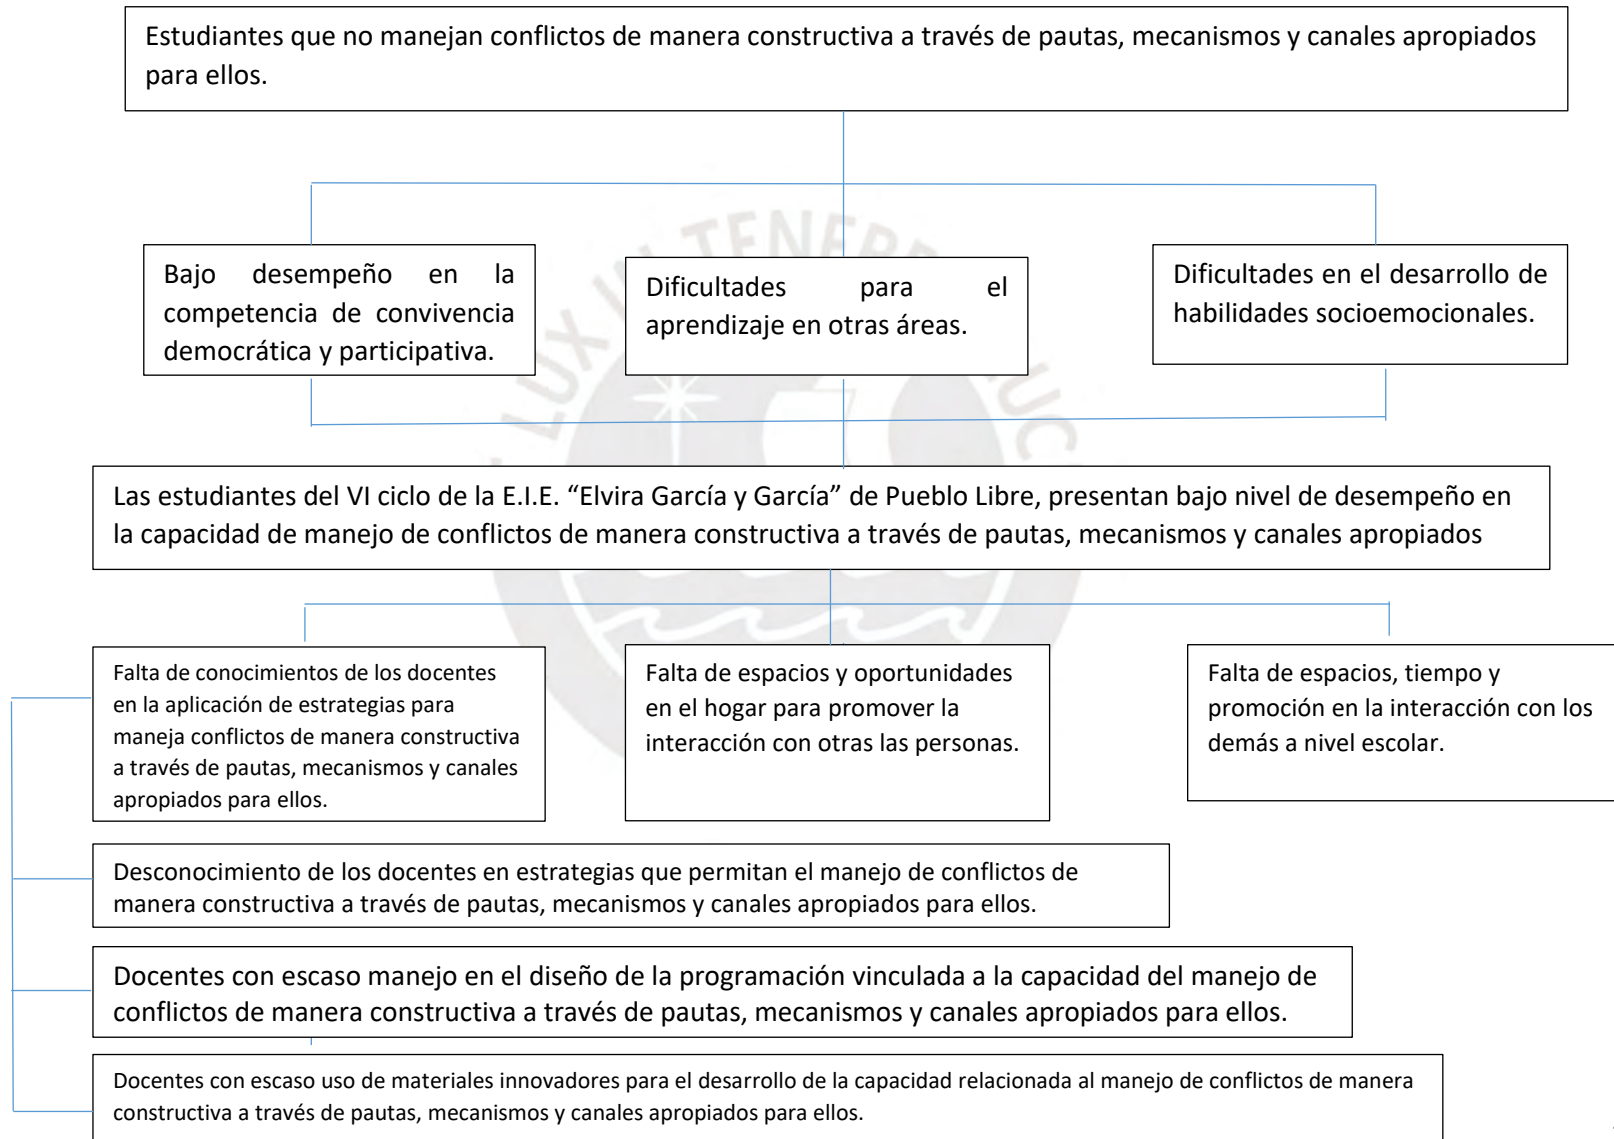 Estudiantes que no manejan conflictos de manera constructiva a través de pautas, mecanismos y canales apropiados
para ellos.
Bajo desempeño en la
competencia de convivencia
democrática y participativa.
Dificultades para el
aprendizaje en otras áreas.
Dificultades en el desarrollo de
habilidades socioemocionales.
Las estudiantes del VI ciclo de la E.I.E. “Elvira García y García” de Pueblo Libre, presentan bajo nivel de desempeño en
la capacidad de manejo de conflictos de manera constructiva a través de pautas, mecanismos y canales apropiados
Falta de conocimientos de los docentes
en la aplicación de estrategias para
maneja conflictos de manera constructiva
a través de pautas, mecanismos y canales
apropiados para ellos.
Falta de espacios y oportunidades
en el hogar para promover la
interacción con otras las personas.
Falta de espacios, tiempo y
promoción en la interacción con los
demás a nivel escolar.
Desconocimiento de los docentes en estrategias que permitan el manejo de conflictos de
manera constructiva a través de pautas, mecanismos y canales apropiados para ellos.
Docentes con escaso manejo en el diseño de la programación vinculada a la capacidad del manejo de
conflictos de manera constructiva a través de pautas, mecanismos y canales apropiados para ellos.
Docentes con escaso uso de materiales innovadores para el desarrollo de la capacidad relacionada al manejo de conflictos de manera
constructiva a través de pautas, mecanismos y canales apropiados para ellos.
LUX IN